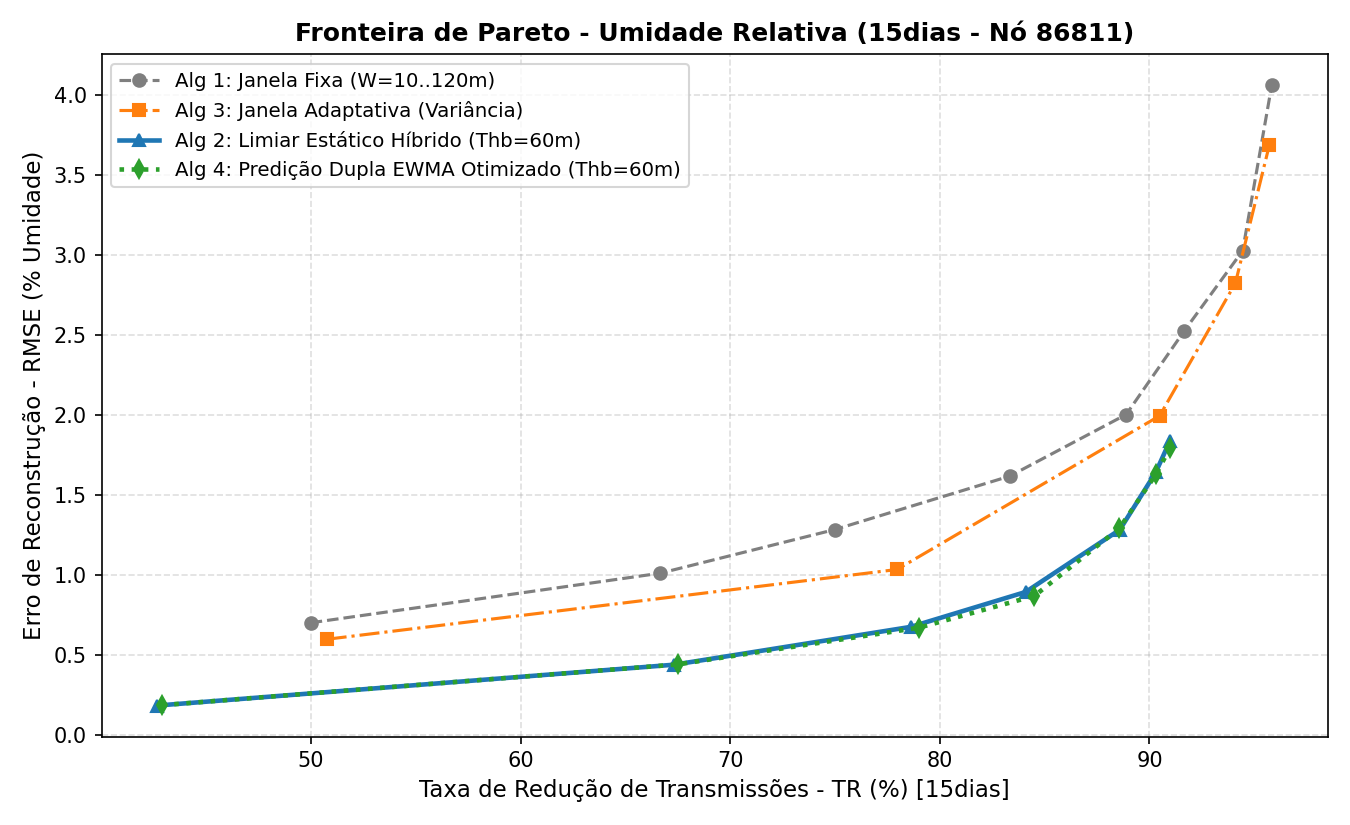 Fronteira de Pareto - Umidade Relativa (15dias - Nó 86811)
Alg 1: Janela Fixa (W=10..120m)
Alg 3: Janela Adaptativa (Variância)
Alg 2: Limiar Estático Híbrido (Thb=60m)
Alg 4: Predição Dupla EWMA Otimizado (Thb=60m)
Erro de Reconstrução - RMSE (% Umidade)
4.0
3.5
3.0
2.5
2.0
1.5
1.0
0.5
0.0
50 60 70 80 90
Taxa de Redução de Transmissões - TR (%) [15dias]